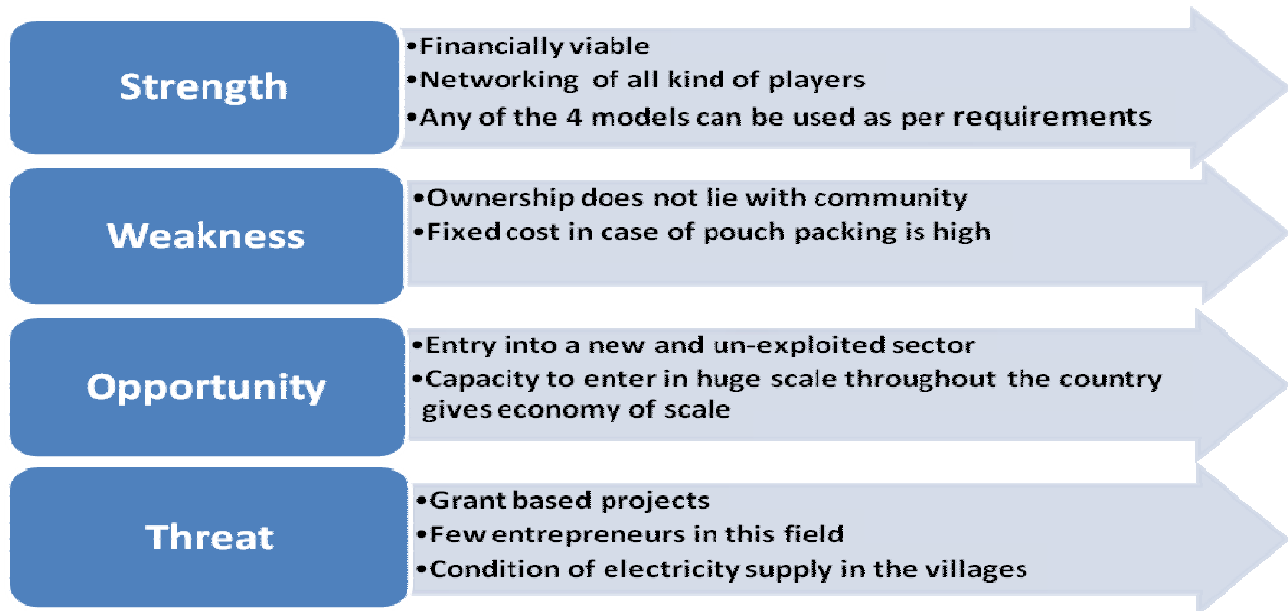 Strength
•Financially viable
•Networking of all kind of players
•Any of the 4 models can be used as per requirements
Weakness
•Ownership does not lie with community
•Fixed cost in case of pouch packing is high
Opportunity
•Entry into a new and un-exploited sector
•Capacity to enter in huge scale throughout the country
gives economy of scale
Threat
•Grant based projects
•Few entrepreneurs in this field
•Condition of electricity supply in the villages